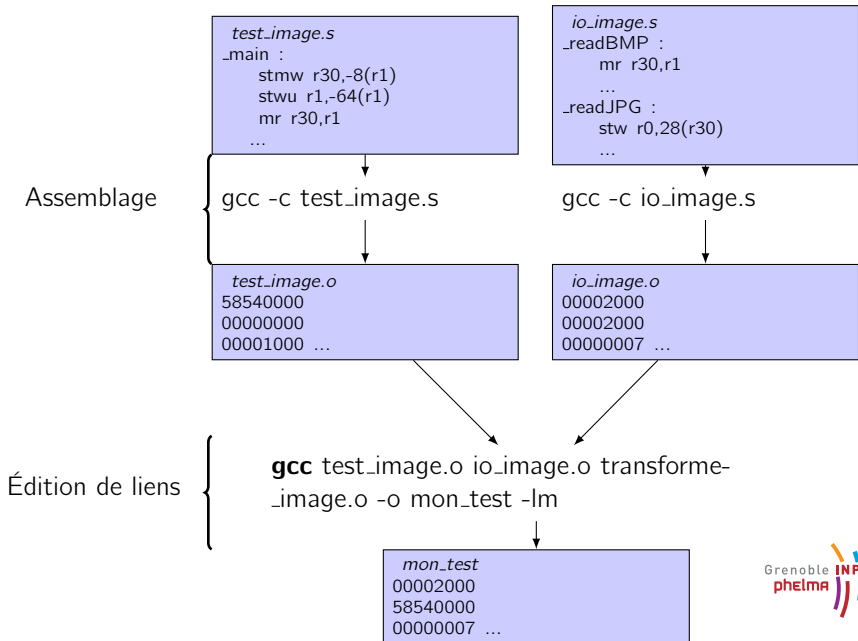 test_image.s
_main :
stmw r30,-8(r1)
stwu r1,-64(r1)
mr r30,r1
...
io_image.s
_readBMP :
mr r30,r1
...
_readJPG :
stw r0,28(r30)
...
Assemblage
gcc -c test_image.s
gcc -c io_image.s
test_image.o
58540000
00000000
00001000 ...
io_image.o
00002000
00002000
00000007 ...
Édition de liens
gcc test_image.o io_image.o transforme-
_image.o -o mon_test -lm
mon_test
00002000
58540000
00000007 ...
Grenoble INP
phelma